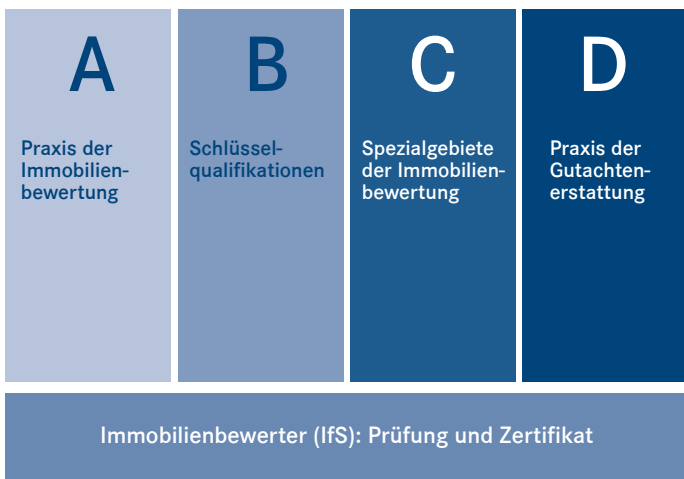 A
Praxis der
Immobilien-
bewertung
B
Schlüssel-
qualifikationen
C
Spezialgebiete
der Immobilien-
bewertung
D
Praxis der
Gutachten-
erstattung
Immobilienbewerter (IfS): Prüfung und Zertifikat